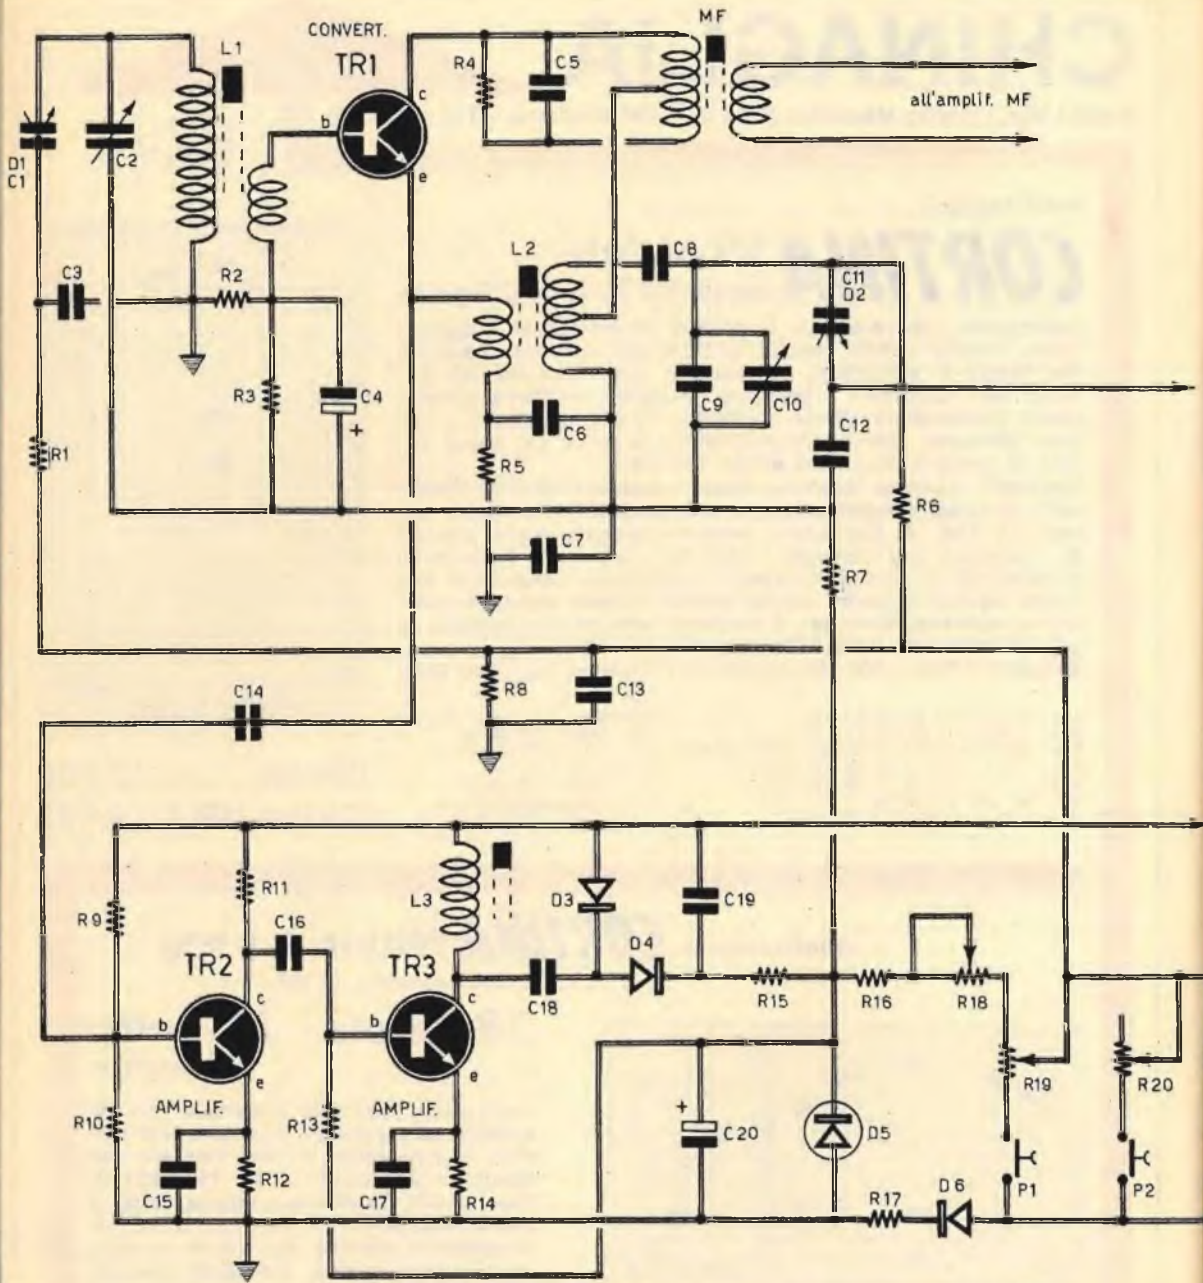 CONVERT.
TR1
L1
MF
R4
C5
all'amplif. MF
b
c
e
D1
C1
C2
C3
R2
L2
C8
C11
D2
R3
C4
+
C9
C10
C6
C12
R1
R5
R6
C7
R7
R8
C13
C14
R9
R11
C16
L3
D3
C19
D4
TR2
TR3
C18
R15
R16
R18
b
c
e
b
c
e
R19
R20
AMPLIF.
AMPLIF.
R10
R13
+
C20
D5
C15
R12
C17
R14
R17
D6
P1
P2
CORTINA